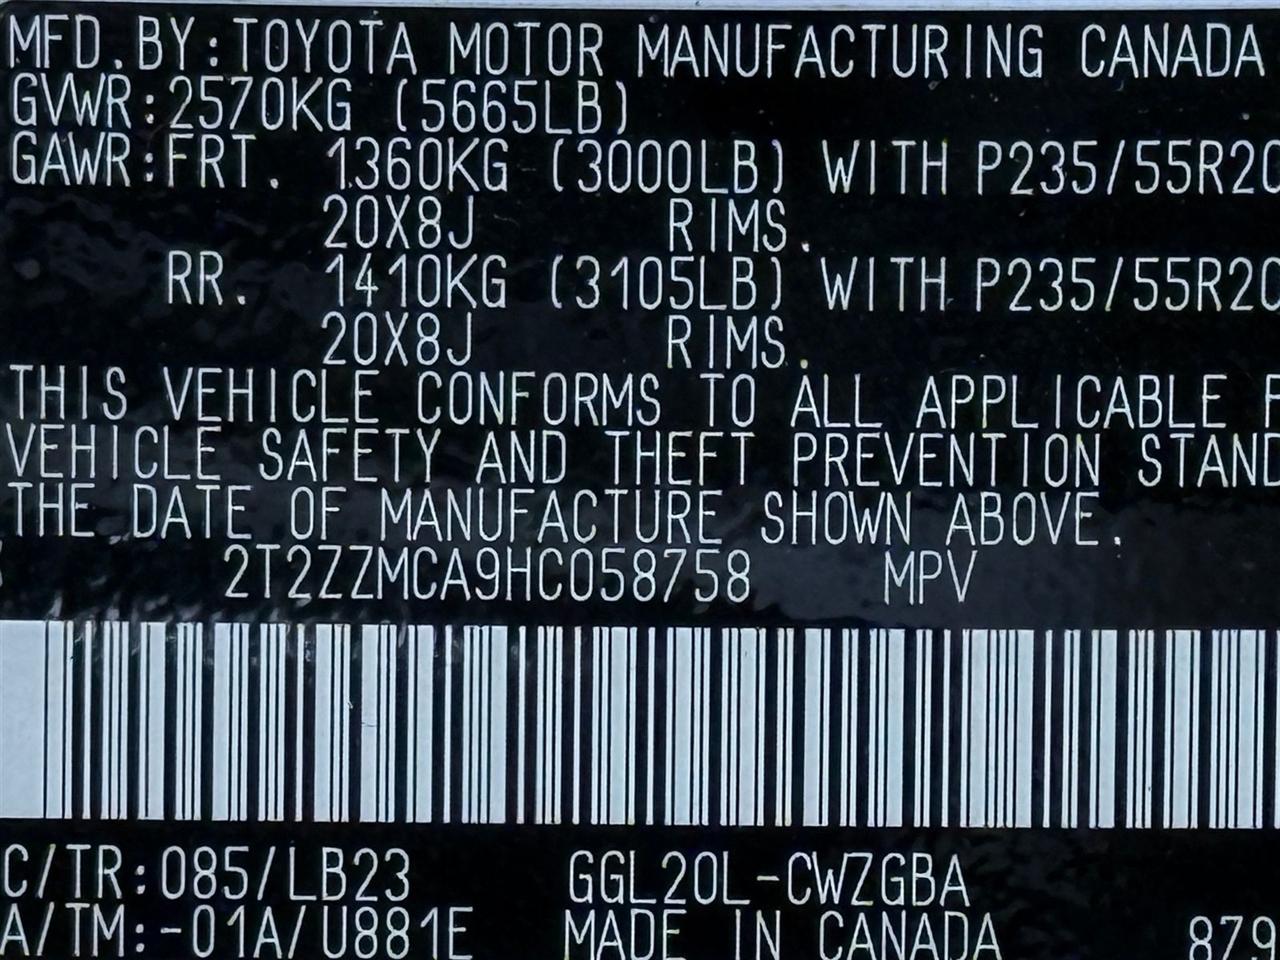 MFD.BY:TOYOTA MOTOR MANUFACTURING CANADA
GVWR:2570KG (5665LB)
GAWR:FRT. 1360KG (3000LB) WITH P235/55R20
20X8J RIMS.
RR. 1410KG (3105LB) WITH P235/55R20
20X8J RIMS.
THIS VEHICLE CONFORMS TO ALL APPLICABLE F
VEHICLE SAFETY AND THEFT PREVENTION STAND
THE DATE OF MANUFACTURE SHOWN ABOVE.
2T2ZZMCA9HC058758 MPV
C/TR:085/LB23 GGL20L-CWZGBA
A/TM:-01A/U881E MADE IN CANADA 879